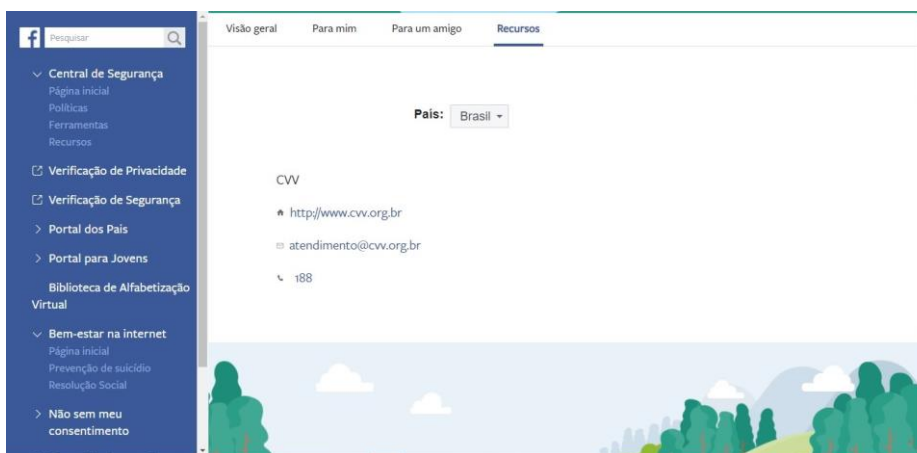 f
Pesquisar
Central de Segurança
Página inicial
Políticas
Ferramentas
Recursos
Verificação de Privacidade
Verificação de Segurança
Portal dos Pais
Portal para Jovens
Biblioteca de Alfabetização
Virtual
Bem-estar na internet
Página inicial
Prevenção de suicídio
Resolução Social
Não sem meu
consentimento
Visão geral Para mim Para um amigo Recursos
País: Brasil
CVV
http://www.cvv.org.br
atendimento@cvv.org.br
188